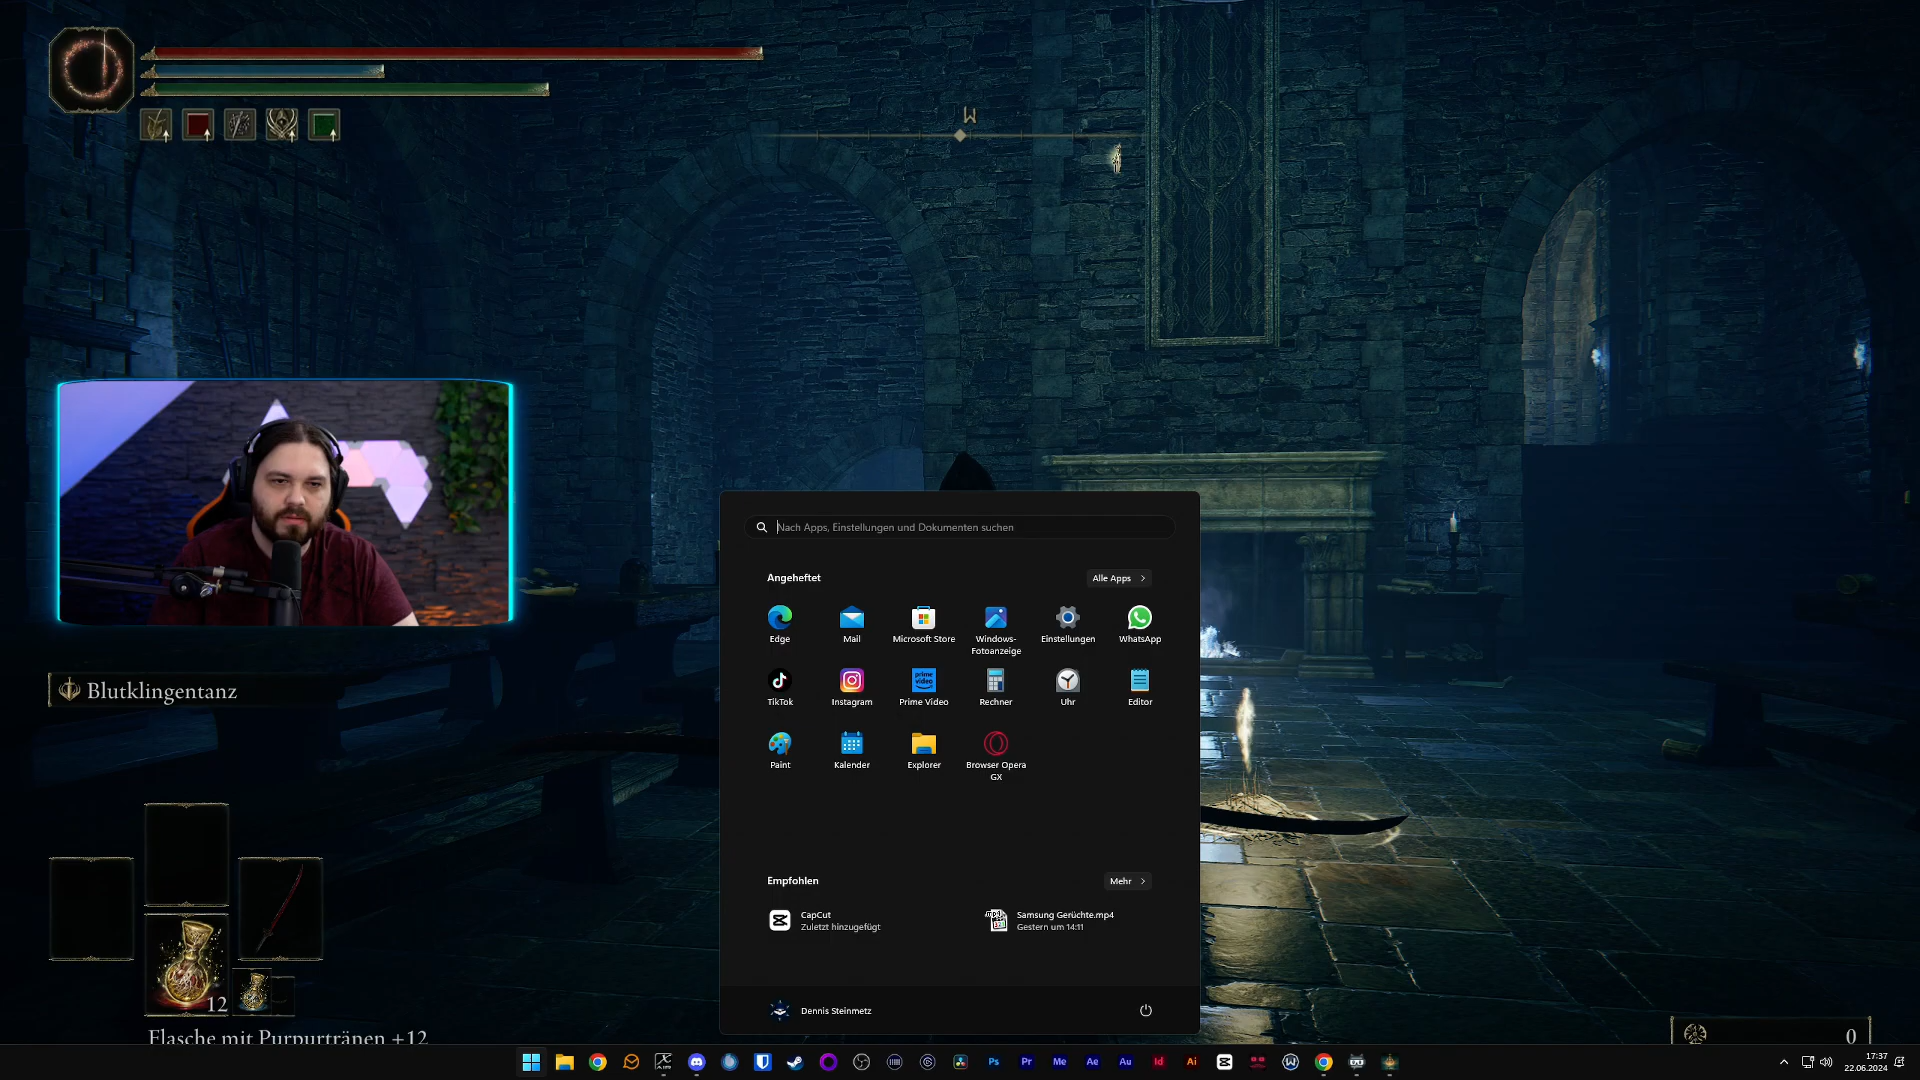 W
Nach Apps, Einstellungen und Dokumenten suchen
Angeheftet
Alle Apps
Edge
Mail
Microsoft Store
Windows-
Fotoanzeige
Einstellungen
WhatsApp
TikTok
Instagram
prime video
Prime Video
Rechner
Uhr
Editor
Paint
Kalender
Explorer
Browser Opera
GX
Blutklingentanz
Empfohlen
Mehr
CapCut
Zuletzt hinzugefügt
Samsung Gerüchte.mp4
Gestern um 14:11
Dennis Steinmetz
12
Flasche mit Purpurtränen +12
0
Ps
Pr
Me
Ae
Au
Id
Ai
17:37
22.06.2024